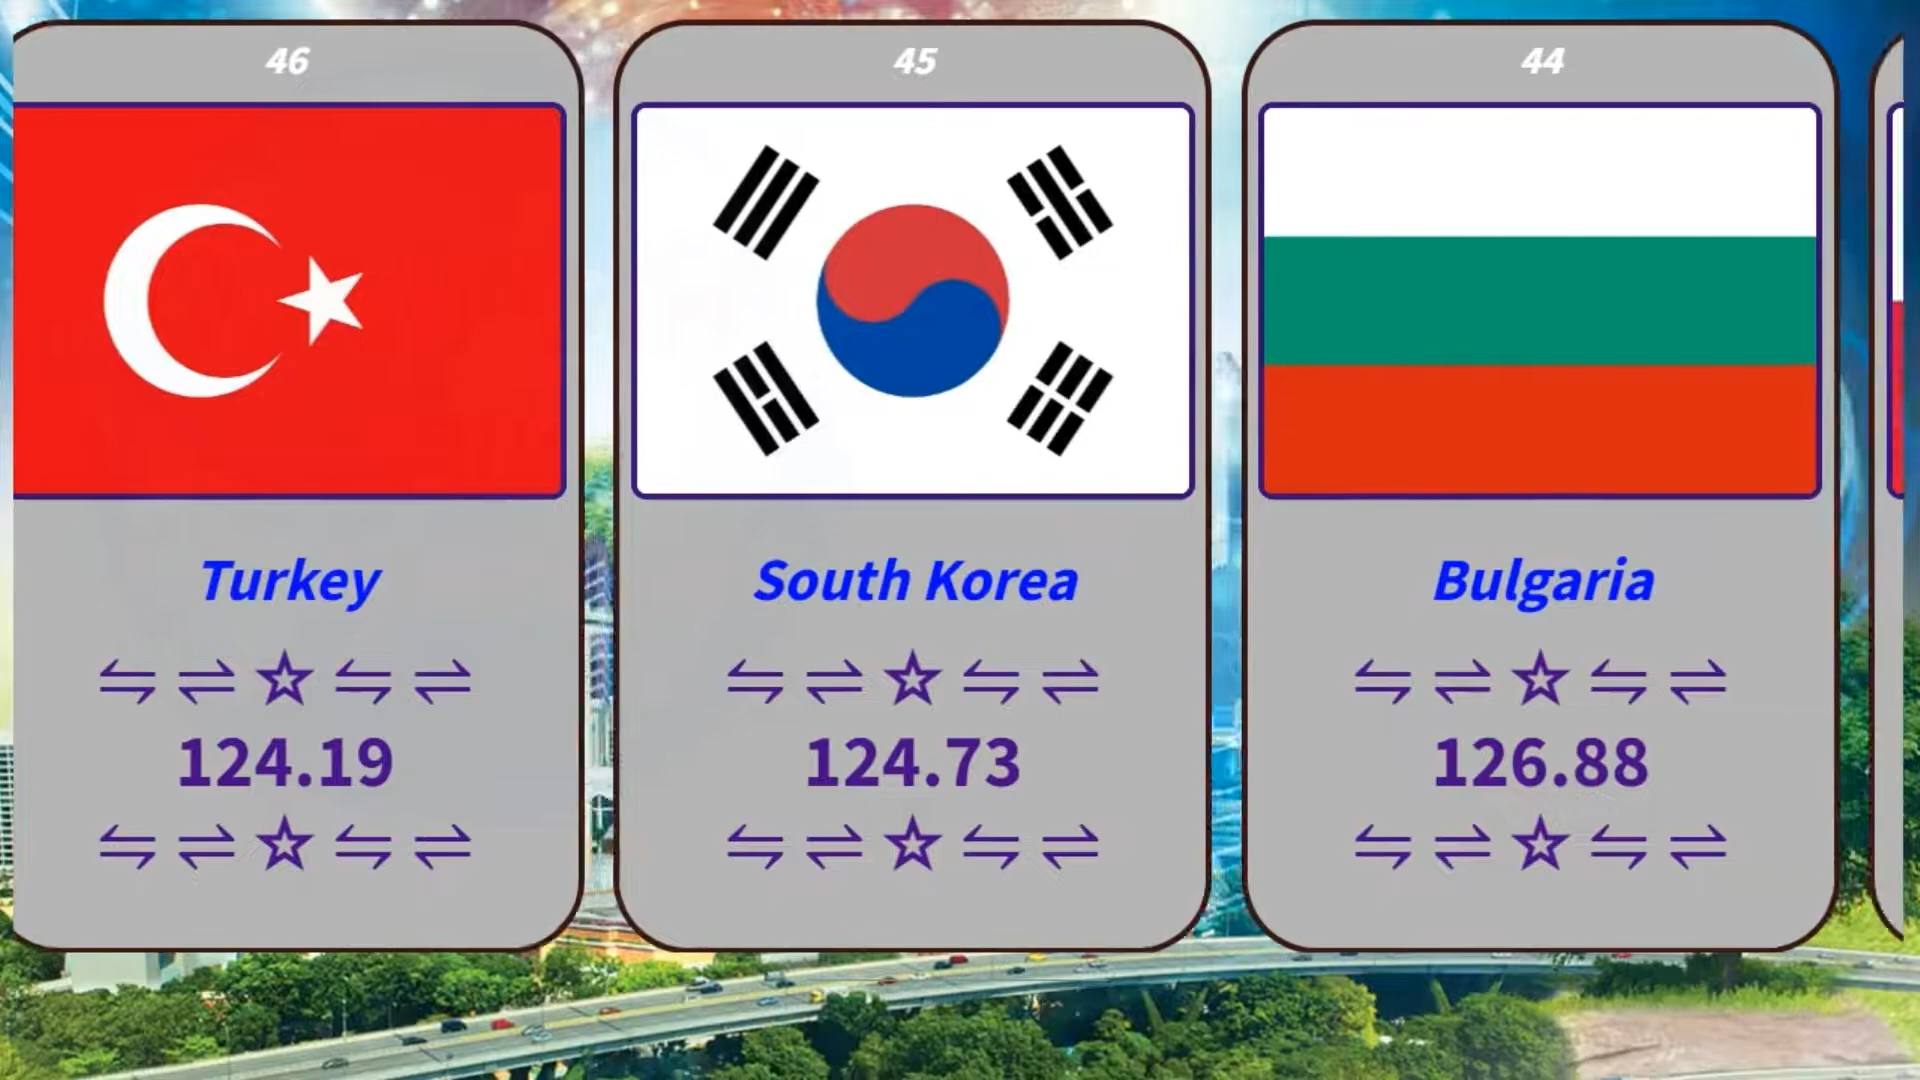 46
Turkey
⇋ ⇌ ☆ ⇋ ⇌
124.19
⇋ ⇌ ☆ ⇋ ⇌
45
South Korea
⇋ ⇌ ☆ ⇋ ⇌
124.73
⇋ ⇌ ☆ ⇋ ⇌
44
Bulgaria
⇋ ⇌ ☆ ⇋ ⇌
126.88
⇋ ⇌ ☆ ⇋ ⇌